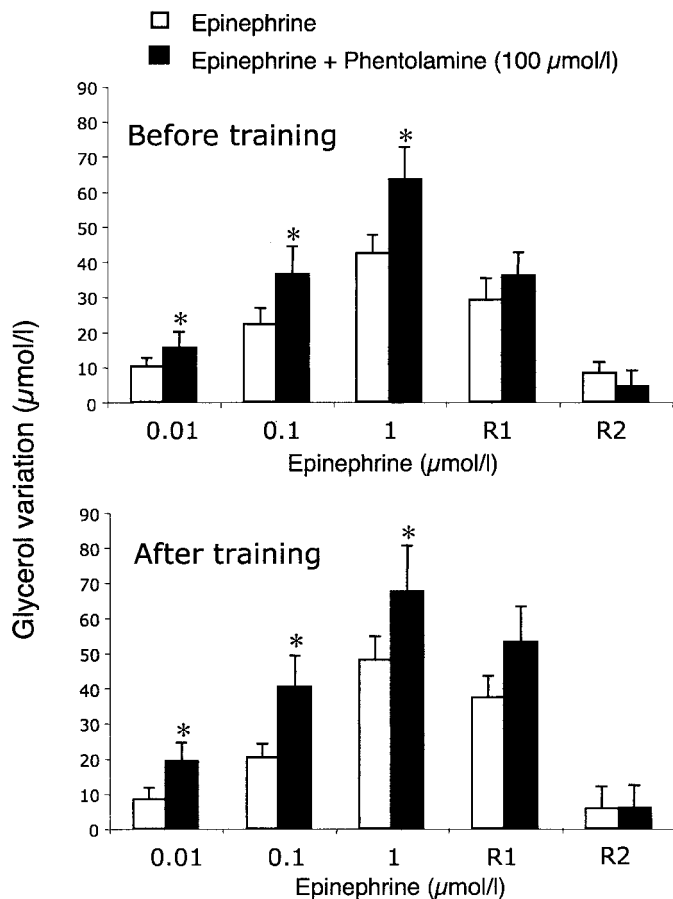 Epinephrine
Epinephrine + Phentolamine (100 µmol/l)
Glycerol variation (µmol/l)
90
80
70
60
50
40
30
20
10
0
Before training
*
*
*
0.01 0.1 1 R1 R2
Epinephrine (µmol/l)
90
80
70
60
50
40
30
20
10
0
After training
*
*
*
0.01 0.1 1 R1 R2
Epinephrine (µmol/l)